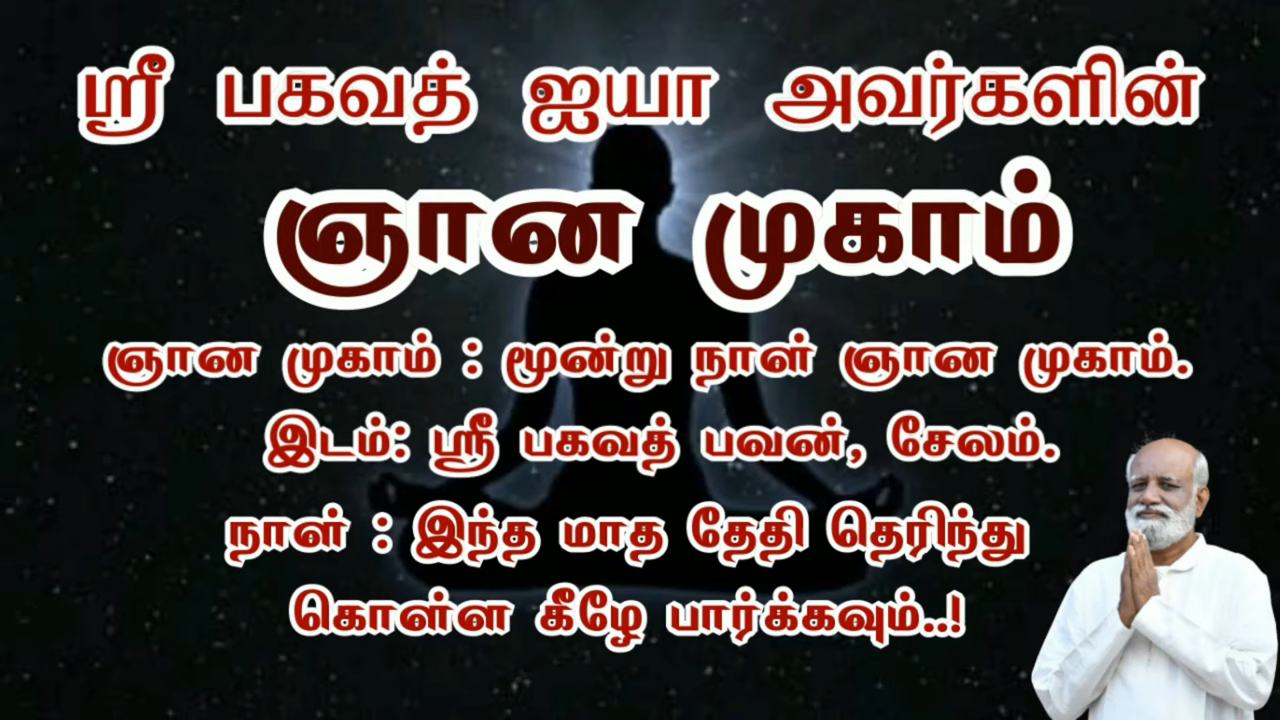 ஸ்ரீ பகவத் ஐயா அவர்களின்
ஞான முகாம்
ஞான முகாம் : மூன்று நாள் ஞான முகாம்.
இடம்: ஸ்ரீ பகவத் பவன், சேலம்.
நாள் : இந்த மாத தேதி தெரிந்து
கொள்ள கீழே பார்க்கவும்..!